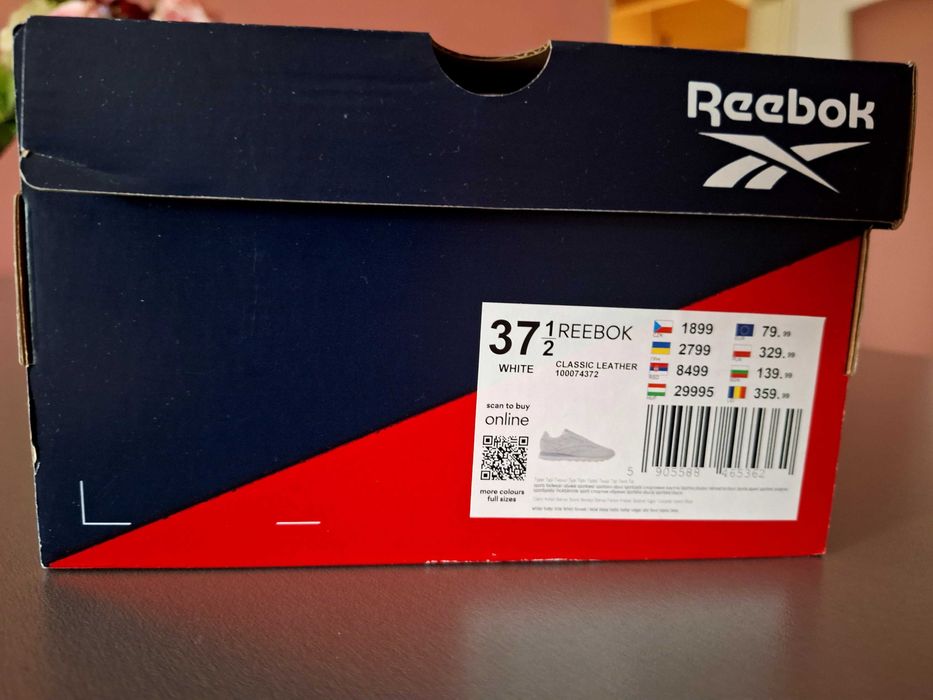 Reebok
37 1/2 REEBOK
WHITE
CLASSIC LEATHER
100074372
scan to buy
online
more colours
full sizes
1899 79.99
2799 329.99
8499 139.99
29995 359.99
5 905588 465362